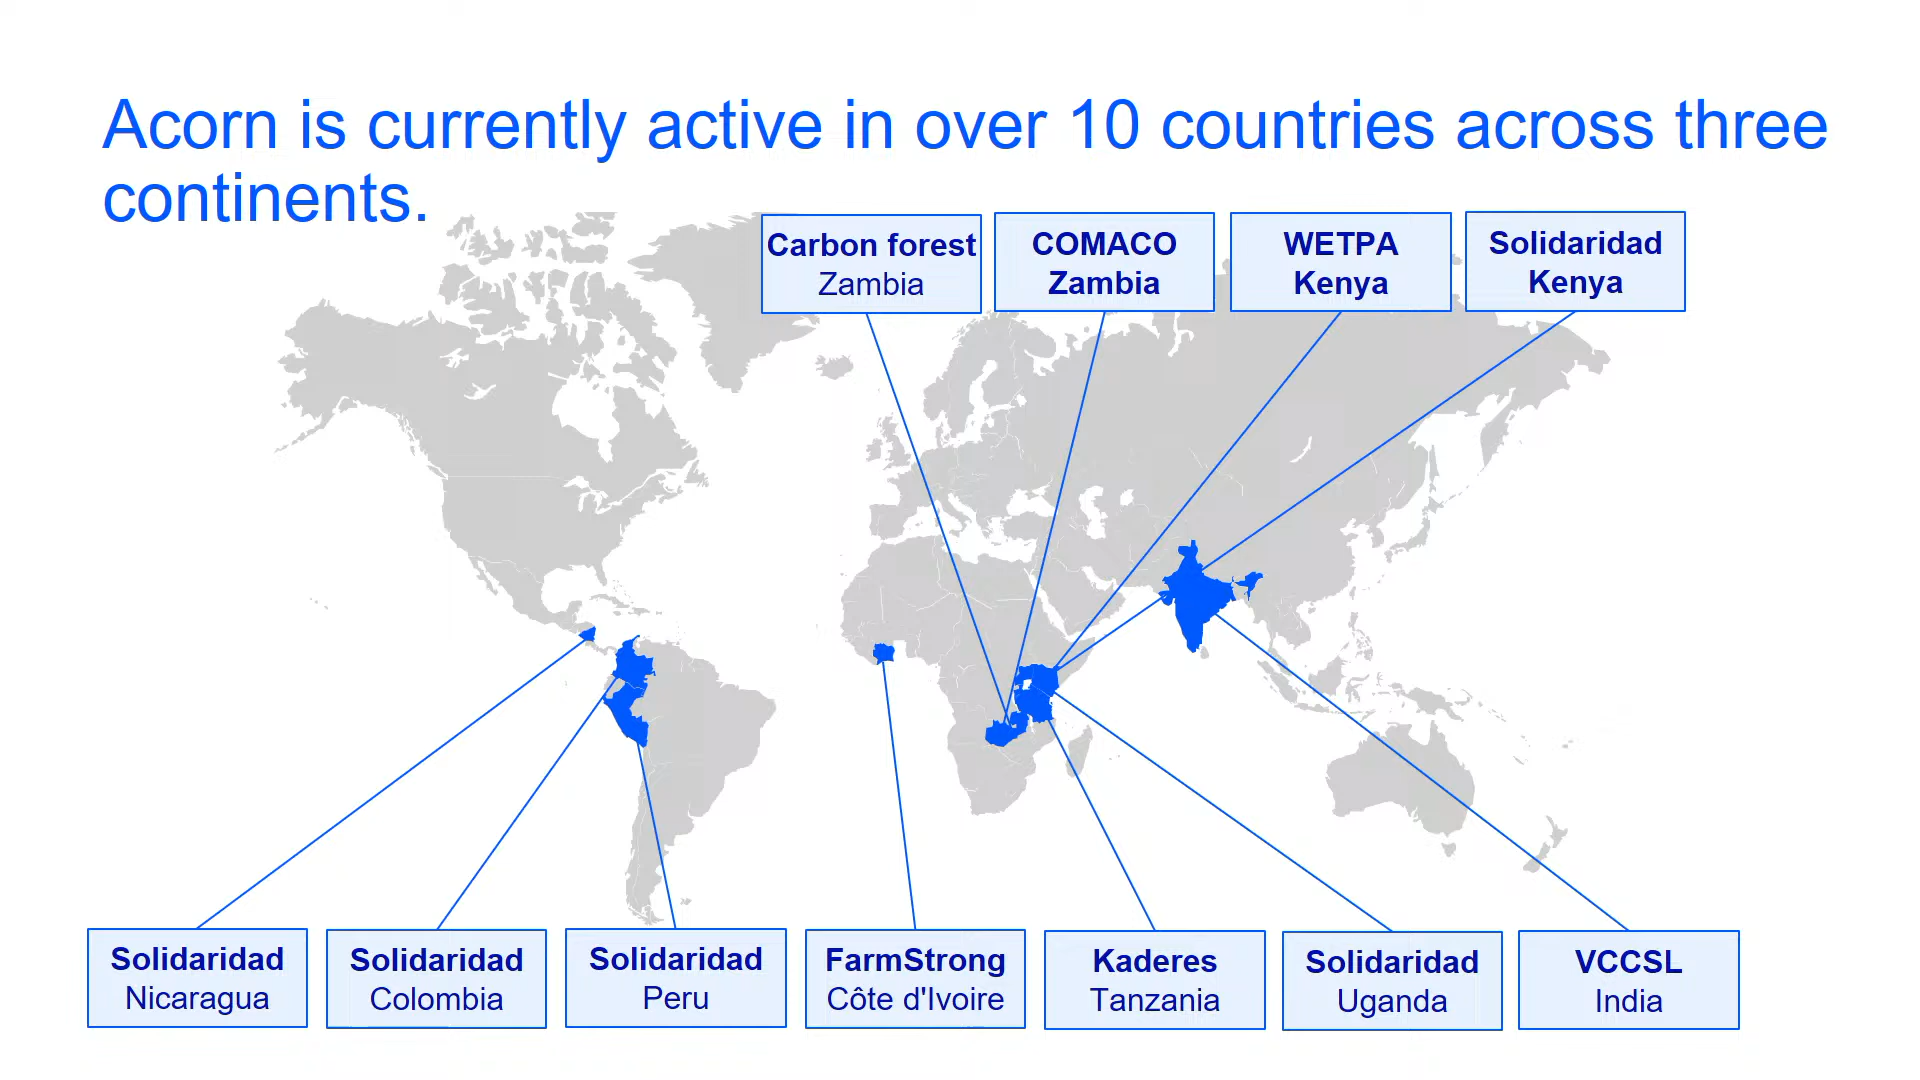 Acorn is currently active in over 10 countries across three
continents.
Carbon forest
Zambia
COMACO
Zambia
WETPA
Kenya
Solidaridad
Kenya
Solidaridad
Nicaragua
Solidaridad
Colombia
Solidaridad
Peru
FarmStrong
Côte d'Ivoire
Kaderes
Tanzania
Solidaridad
Uganda
VCCSL
India